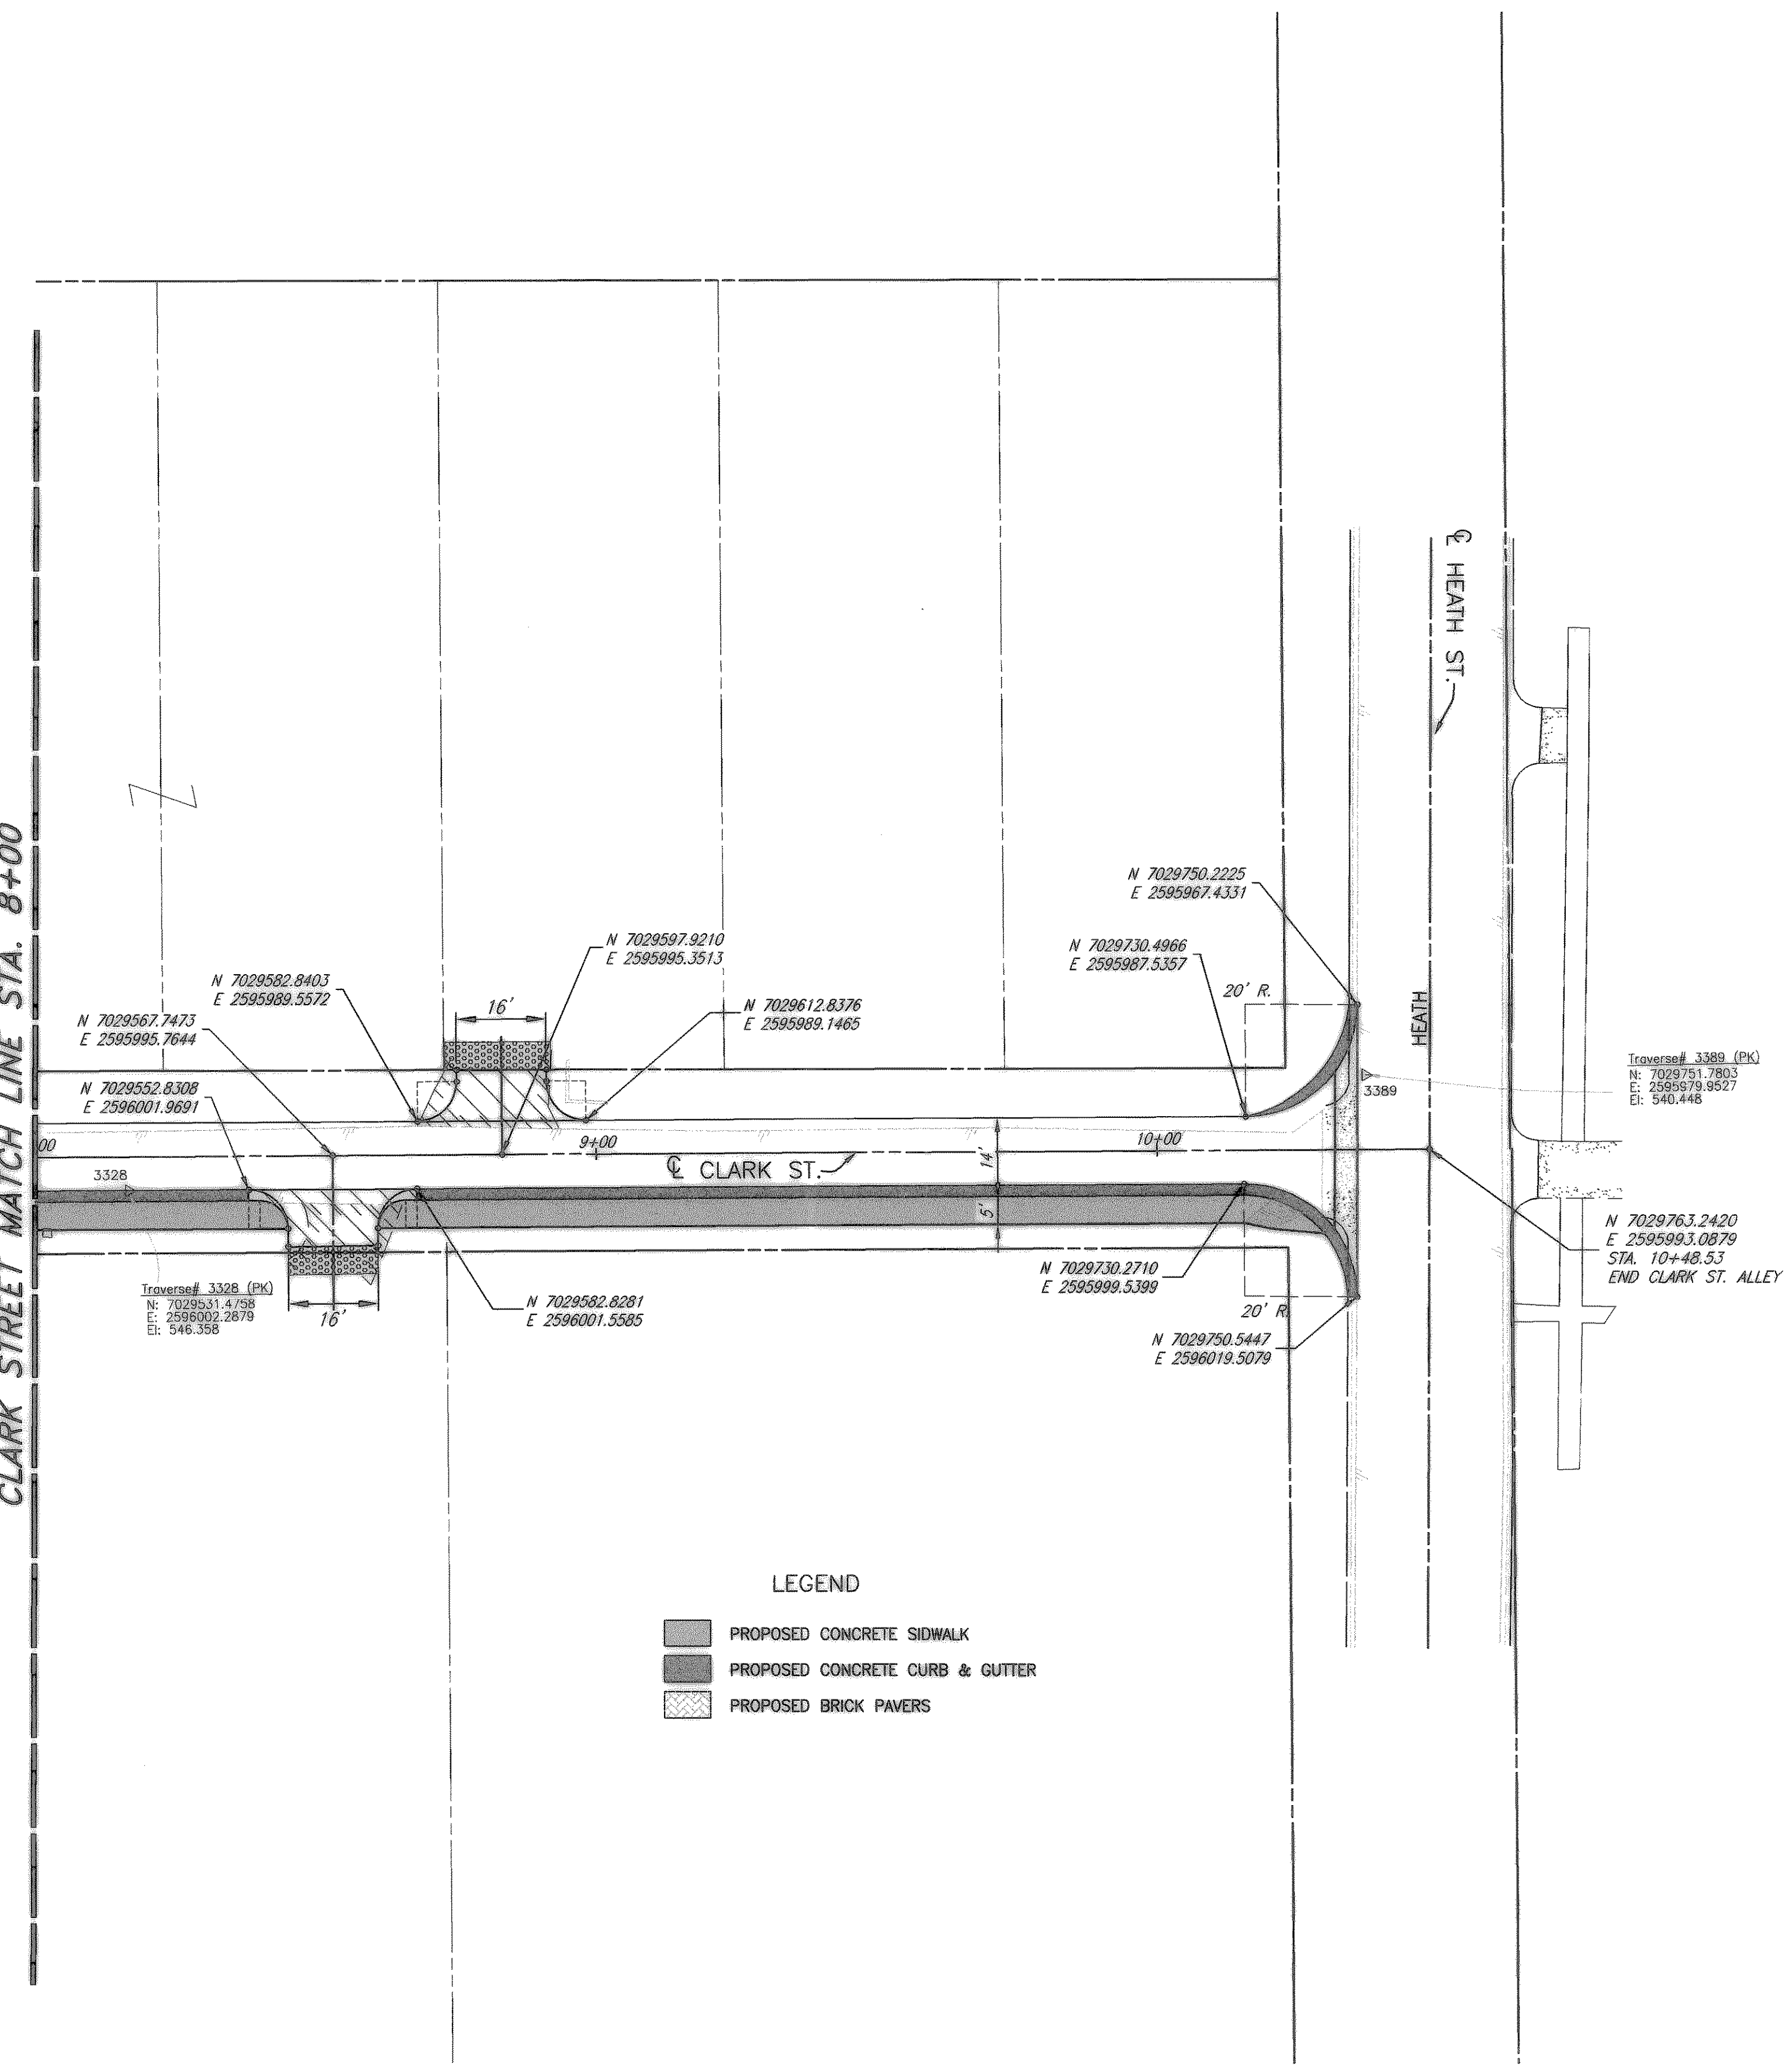 CLARK STREET MATCH LINE STA. 8+00
℄ HEATH ST.
HEATH
N 7029750.2225
E 2595967.4331
N 7029730.4966
E 2595987.5357
20' R.
N 7029597.9210
E 2595995.3513
N 7029582.8403
E 2595989.5572
16'
N 7029612.8376
E 2595989.1465
N 7029567.7473
E 2595995.7644
N 7029552.8308
E 2596001.9691
Traverse# 3389 (PK)
N: 7029751.7803
E: 2595979.9527
El: 540.448
3389
00
9+00
10+00
℄ CLARK ST.
14'
5'
3328
N 7029763.2420
E 2595993.0879
STA. 10+48.53
END CLARK ST. ALLEY
Traverse# 3328 (PK)
N: 7029531.4758
E: 2596002.2879
El: 546.358
16'
N 7029582.8281
E 2596001.5585
N 7029730.2710
E 2595999.5399
20' R.
N 7029750.5447
E 2596019.5079
LEGEND
PROPOSED CONCRETE SIDWALK
PROPOSED CONCRETE CURB & GUTTER
PROPOSED BRICK PAVERS